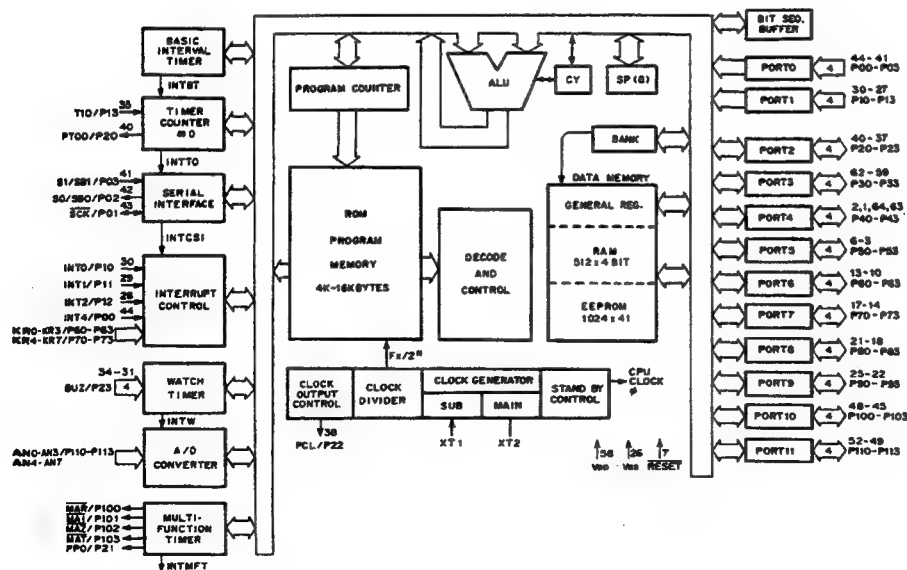 BASIC
INTERVAL
TIMER
INTBT
TI0/P13
35
PTO0/P20
40
TIMER
COUNTER
#0
INTT0
SI/SB1/P03
41
SO/SB0/P02
42
SCK/P01
43
SERIAL
INTERFACE
INTCSI
INT0/P10
30
INT1/P11
29
INT2/P12
28
INT4/P00
44
KR0-KR3/P60-P63
KR4-KR7/P70-P73
INTERRUPT
CONTROL
34-31
BUZ/P23
4
WATCH
TIMER
INTW
AN0-AN3/P110-P113
AN4-AN7
A/D
CONVERTER
MAR/P100
MAI/P101
MAZ/P102
MAT/P103
PPO/P21
MULTI-
FUNCTION
TIMER
INTMFT
PROGRAM COUNTER
ALU
CY
SP(8)
BANK
ROM
PROGRAM
MEMORY
4K-16KBYTES
DECODE
AND
CONTROL
DATA MEMORY
GENERAL REG.
RAM
512x4 BIT
EEPROM
1024x41
Fx/2ᴺ
CLOCK
OUTPUT
CONTROL
CLOCK
DIVIDER
CLOCK GENERATOR
SUB
MAIN
STAND BY
CONTROL
CPU
CLOCK
ϕ
38
PCL/P22
XT1
XT2
58
VDD
26
VSS
7
RESET
BIT SEQ.
BUFFER
PORT0
4
44-41
P00-P03
PORT1
4
30-27
P10-P13
PORT2
4
40-37
P20-P23
PORT3
4
62-59
P30-P33
PORT4
4
2,1,64,63
P40-P43
PORT5
4
6-3
P50-P53
PORT6
4
13-10
P60-P63
PORT7
4
17-14
P70-P73
PORT8
4
21-18
P80-P83
PORT9
4
25-22
P90-P93
PORT10
4
48-45
P100-P103
PORT11
4
52-49
P110-P113